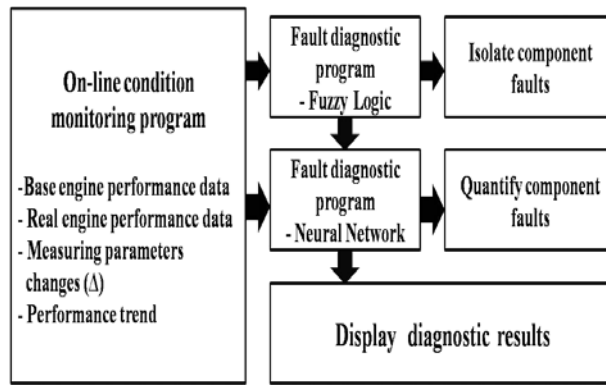 On-line condition
monitoring program
-Base engine performance data
- Real engine performance data
- Measuring parameters
changes (Δ)
- Performance trend
Fault diagnostic
program
- Fuzzy Logic
Isolate component
faults
Fault diagnostic
program
- Neural Network
Quantify component
faults
Display diagnostic results